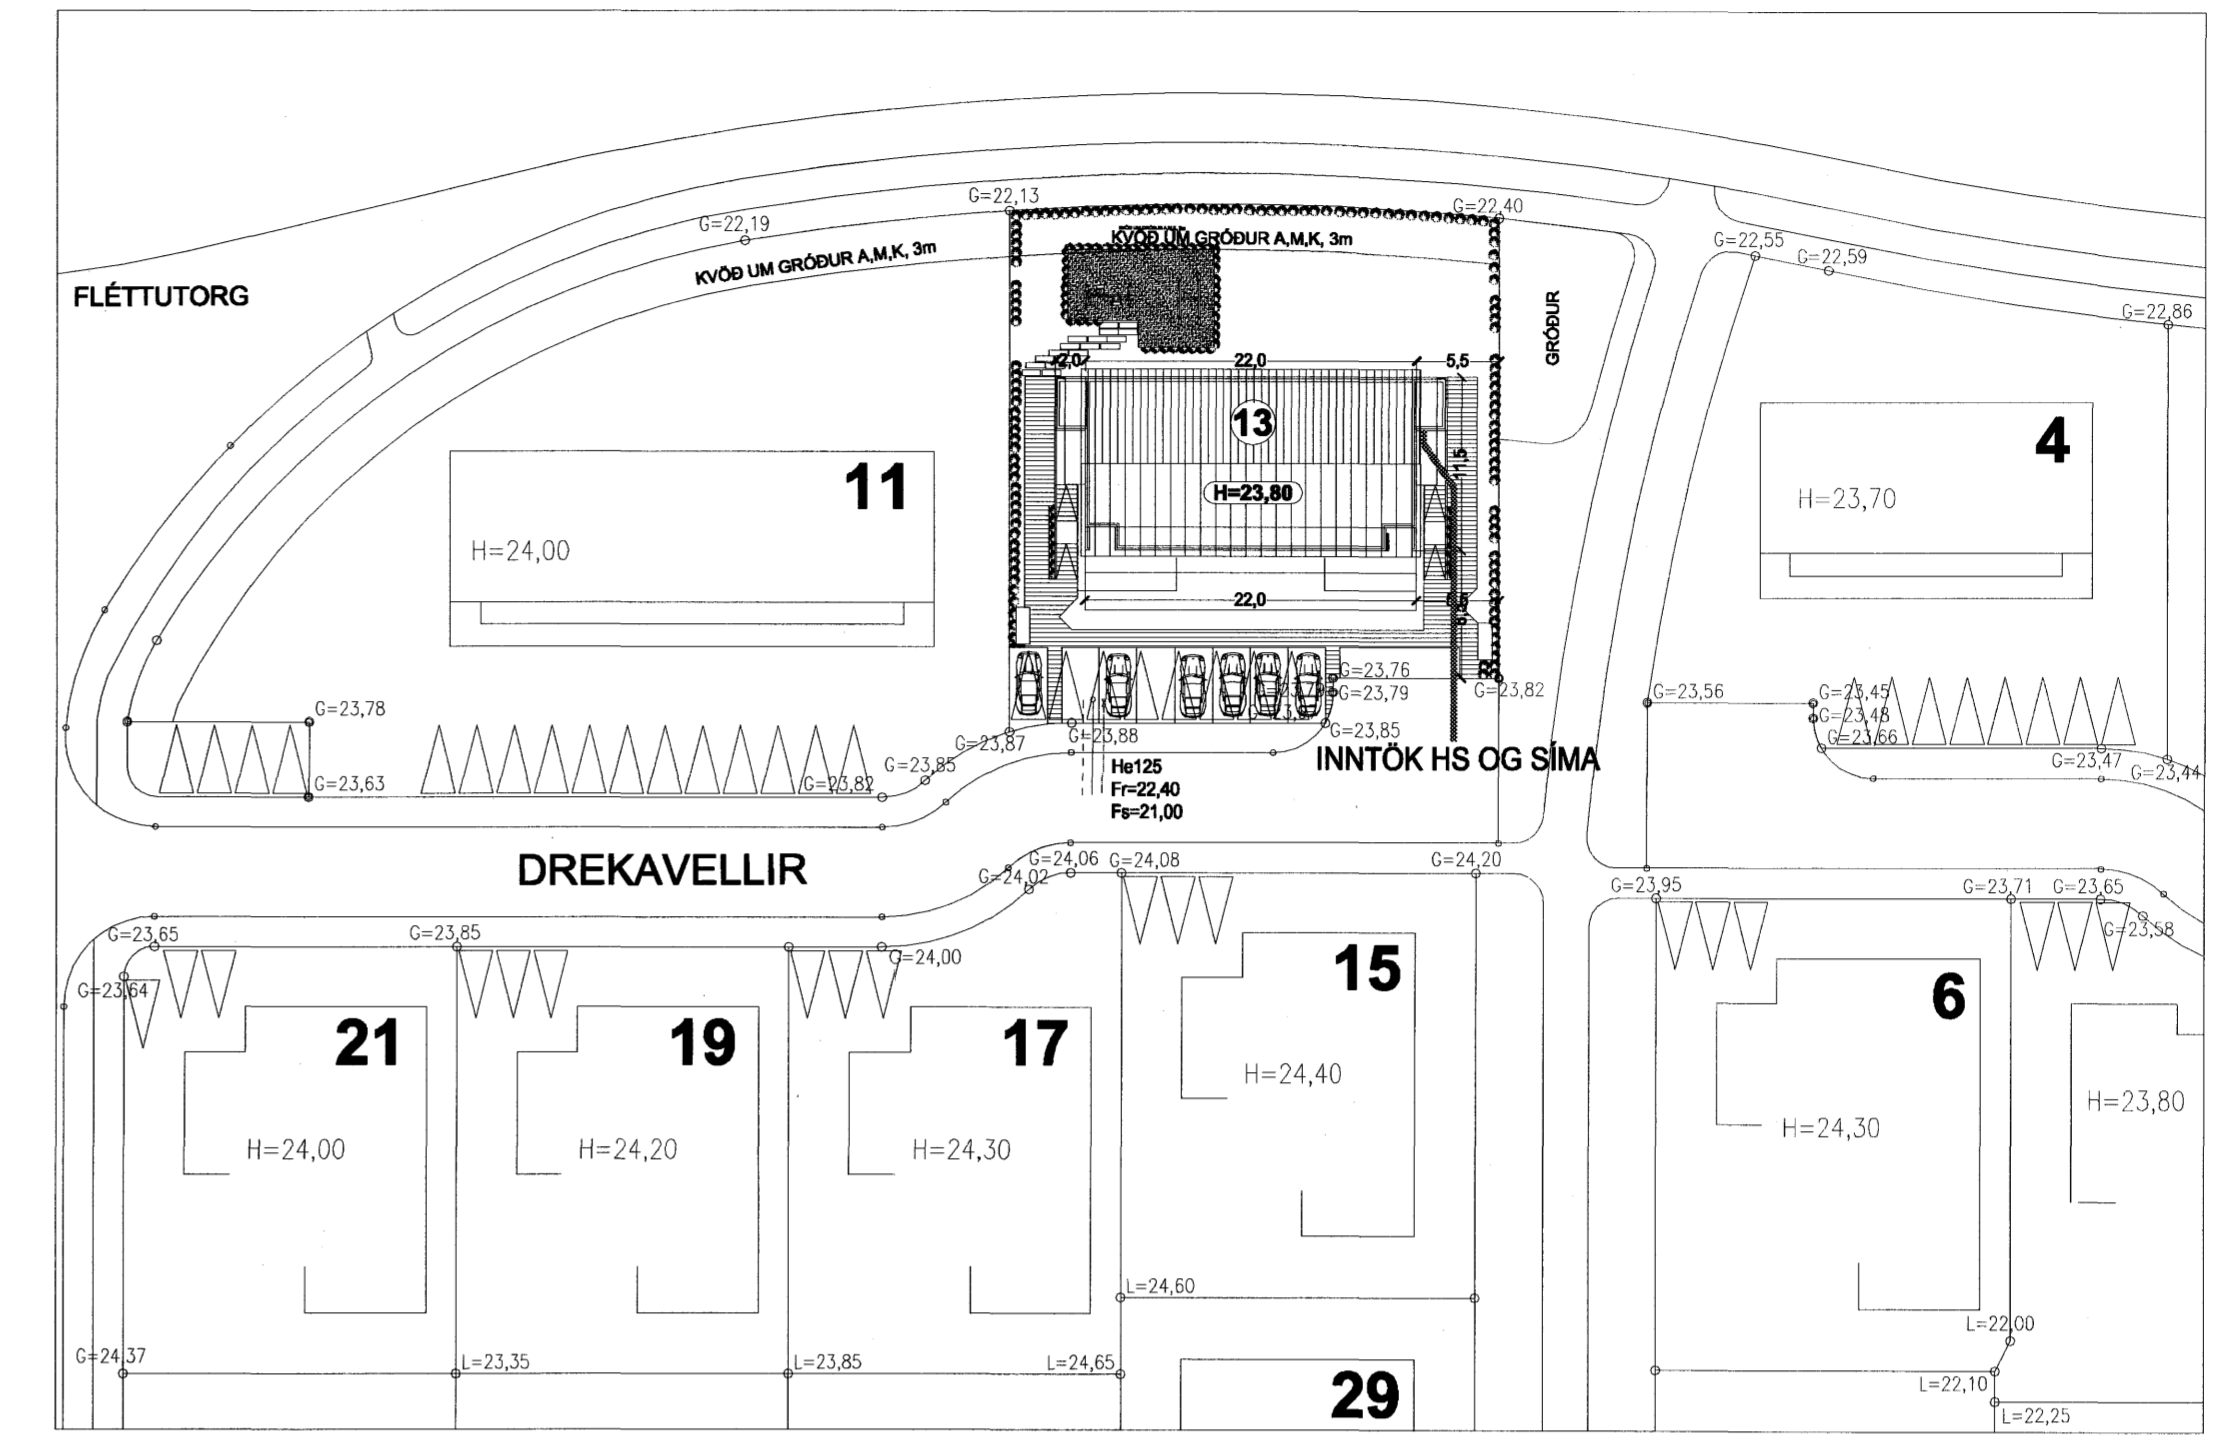 G=22,13
G=22,40
G=22,19
KVÖÐ UM GRÓÐUR A,M,K, 3m
KVÖÐ UM GRÓÐUR A,M,K, 3m
G=22,55
G=22,59
G=22,86
FLÉTTUTORG
GRÓÐUR
2,0
22,0
5,5
13
11,5
H=23,80
11
H=24,00
4
H=23,70
22,0
G=23,76
G=23,79
G=23,82
G=23,85
G=23,78
G=23,63
G=23,82
G=23,85
G=23,87
G=23,88
G=23,56
G=23,45
G=23,48
G=23,66
G=23,47
G=23,44
INNTÖK HS OG SÍMA
He125
Fr=22,40
Fs=21,00
DREKAVELLIR
G=24,06
G=24,08
G=24,20
G=24,02
G=23,95
G=23,71
G=23,65
G=23,58
G=23,65
G=23,85
G=24,00
G=23,64
21
H=24,00
19
H=24,20
17
H=24,30
15
H=24,40
6
H=24,30
H=23,80
L=24,60
L=22,00
G=24,37
L=23,35
L=23,85
L=24,65
L=22,10
L=22,25
29